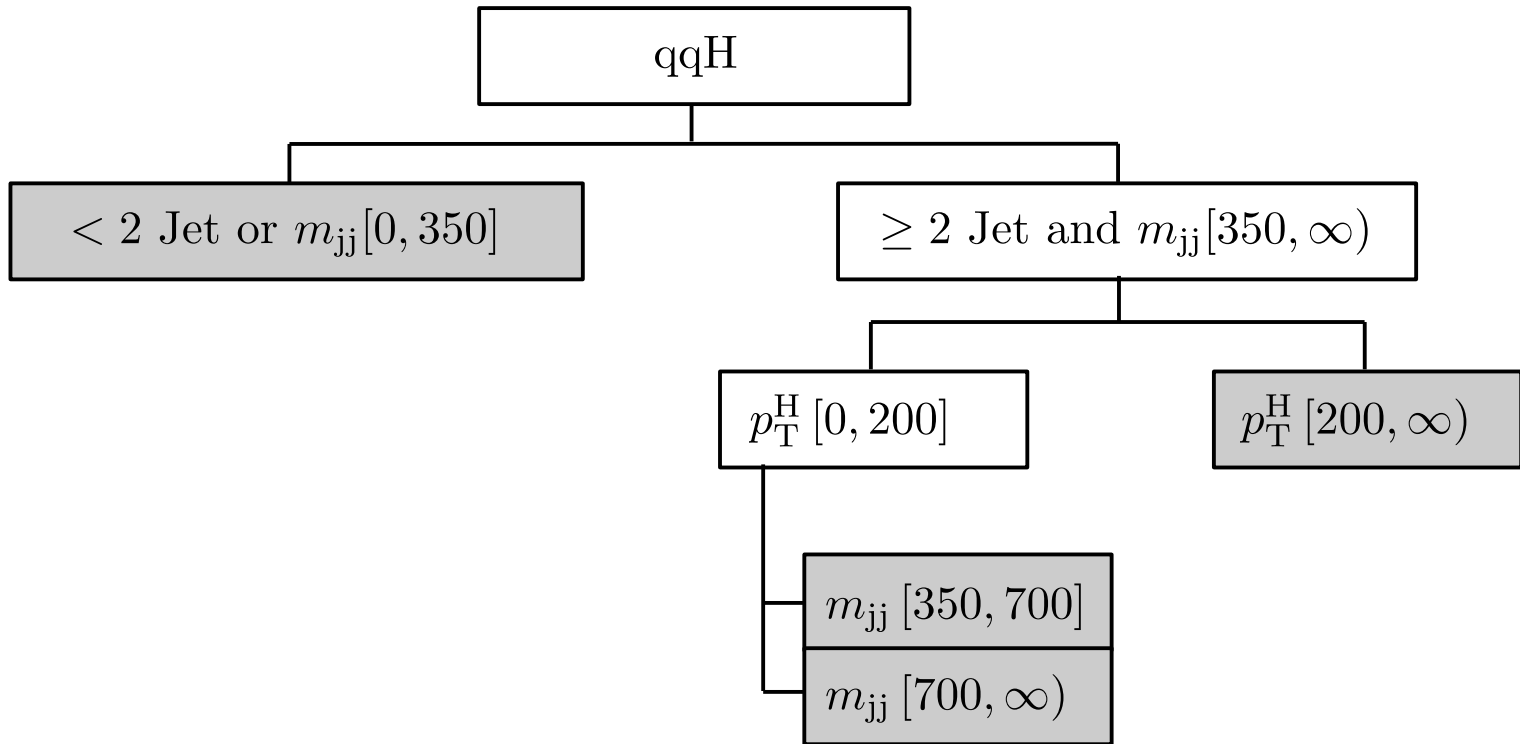 qqH
< 2 Jet or m_jj[0, 350]
≥ 2 Jet and m_jj[350, ∞)
p_T^H [0, 200]
p_T^H [200, ∞)
m_jj [350, 700]
m_jj [700, ∞)